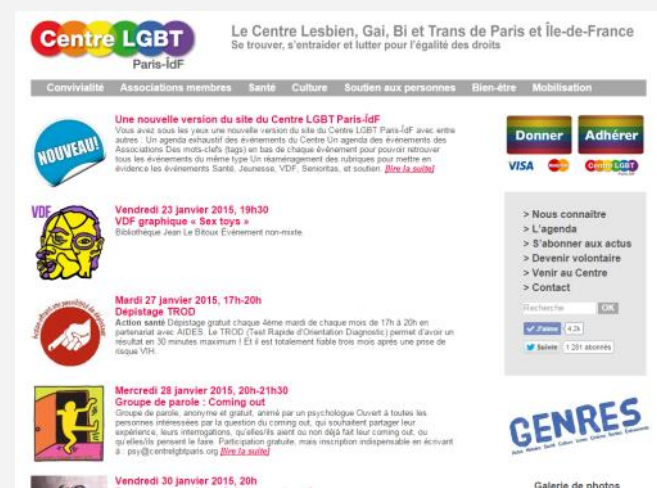 Centre LGBT
Paris-ÎdF
Le Centre Lesbien, Gai, Bi et Trans de Paris et Île-de-France
Se trouver, s'entraider et lutter pour l'égalité des droits
Convivialité Associations membres Santé Culture Soutien aux personnes Bien-être Mobilisation
NOUVEAU!
Une nouvelle version du site du Centre LGBT Paris-ÎdF
Vous avez sous les yeux une nouvelle version du site du Centre LGBT Paris-ÎdF avec entre
autres : Un agenda exhaustif des événements du Centre Un agenda des événements des
Associations Des mots-clefs (tags) en bas de chaque événement pour pouvoir retrouver
tous les événements du même type Un réaménagement des rubriques pour mettre en
évidence les événements Santé, Jeunesse, VDF, Senioritas, et soutien. [lire la suite]
VDF
Vendredi 23 janvier 2015, 19h30
VDF graphique « Sex toys »
Bibliothèque Jean Le Bitoux Événement non-mixte.
Action offrant une possibilité de dépistage
Mardi 27 janvier 2015, 17h-20h
Dépistage TROD
Action santé Dépistage gratuit chaque 4ème mardi de chaque mois de 17h à 20h en
partenariat avec AIDES. Le TROD (Test Rapide d'Orientation Diagnostic) permet d'avoir un
résultat en 30 minutes maximum ! Et il est totalement fiable trois mois après une prise de
risque VIH.
Mercredi 28 janvier 2015, 20h-21h30
Groupe de parole : Coming out
Groupe de parole, anonyme et gratuit, animé par un psychologue Ouvert à toutes les
personnes intéressées par la question du coming out, qui souhaitent partager leur
expérience, leurs interrogations, qu'elles/ils aient ou non déjà fait leur coming out, ou
qu'elles/ils pensent le faire. Participation gratuite, mais inscription indispensable en écrivant
à : psy@centrelgbtparis.org [lire la suite]
Vendredi 30 janvier 2015, 20h
Donner Adhérer
VISA MasterCard Centre LGBT
> Nous connaitre
> L'agenda
> S'abonner aux actus
> Devenir volontaire
> Venir au Centre
> Contact
Recherche OK
J'aime 4,2k
Suivre 1 281 abonnés
GENRES
Galerie de photos